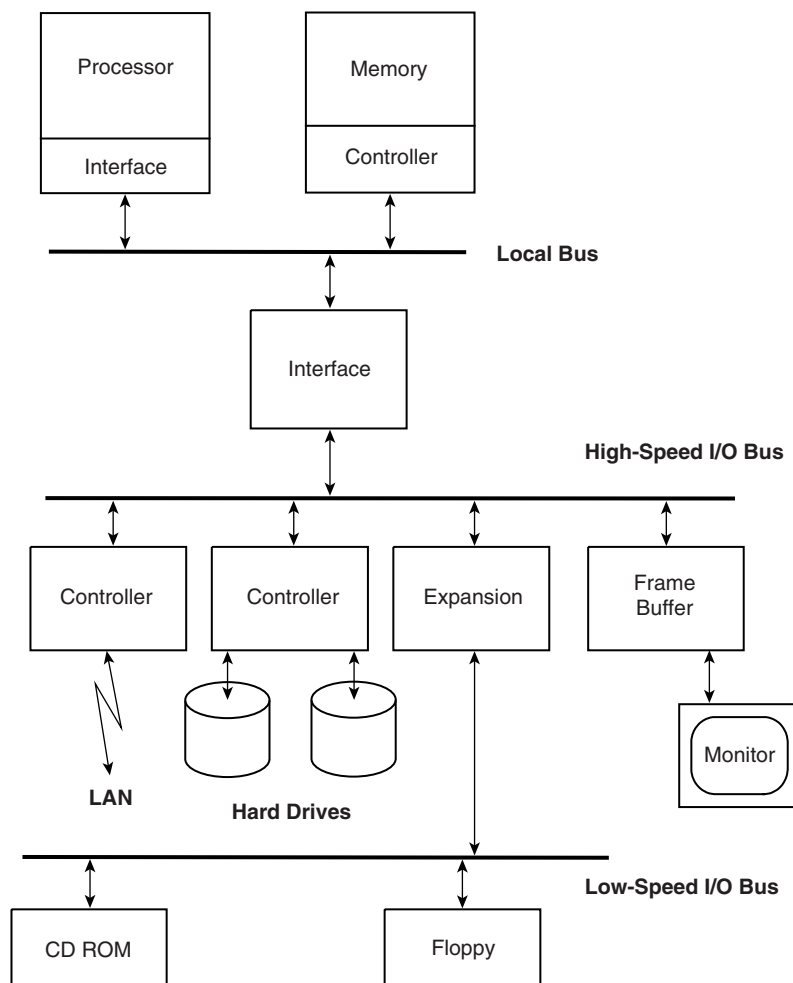 Processor
Memory
Interface
Controller
Local Bus
Interface
High-Speed I/O Bus
Controller
Controller
Expansion
Frame
Buffer
Monitor
LAN
Hard Drives
Low-Speed I/O Bus
CD ROM
Floppy